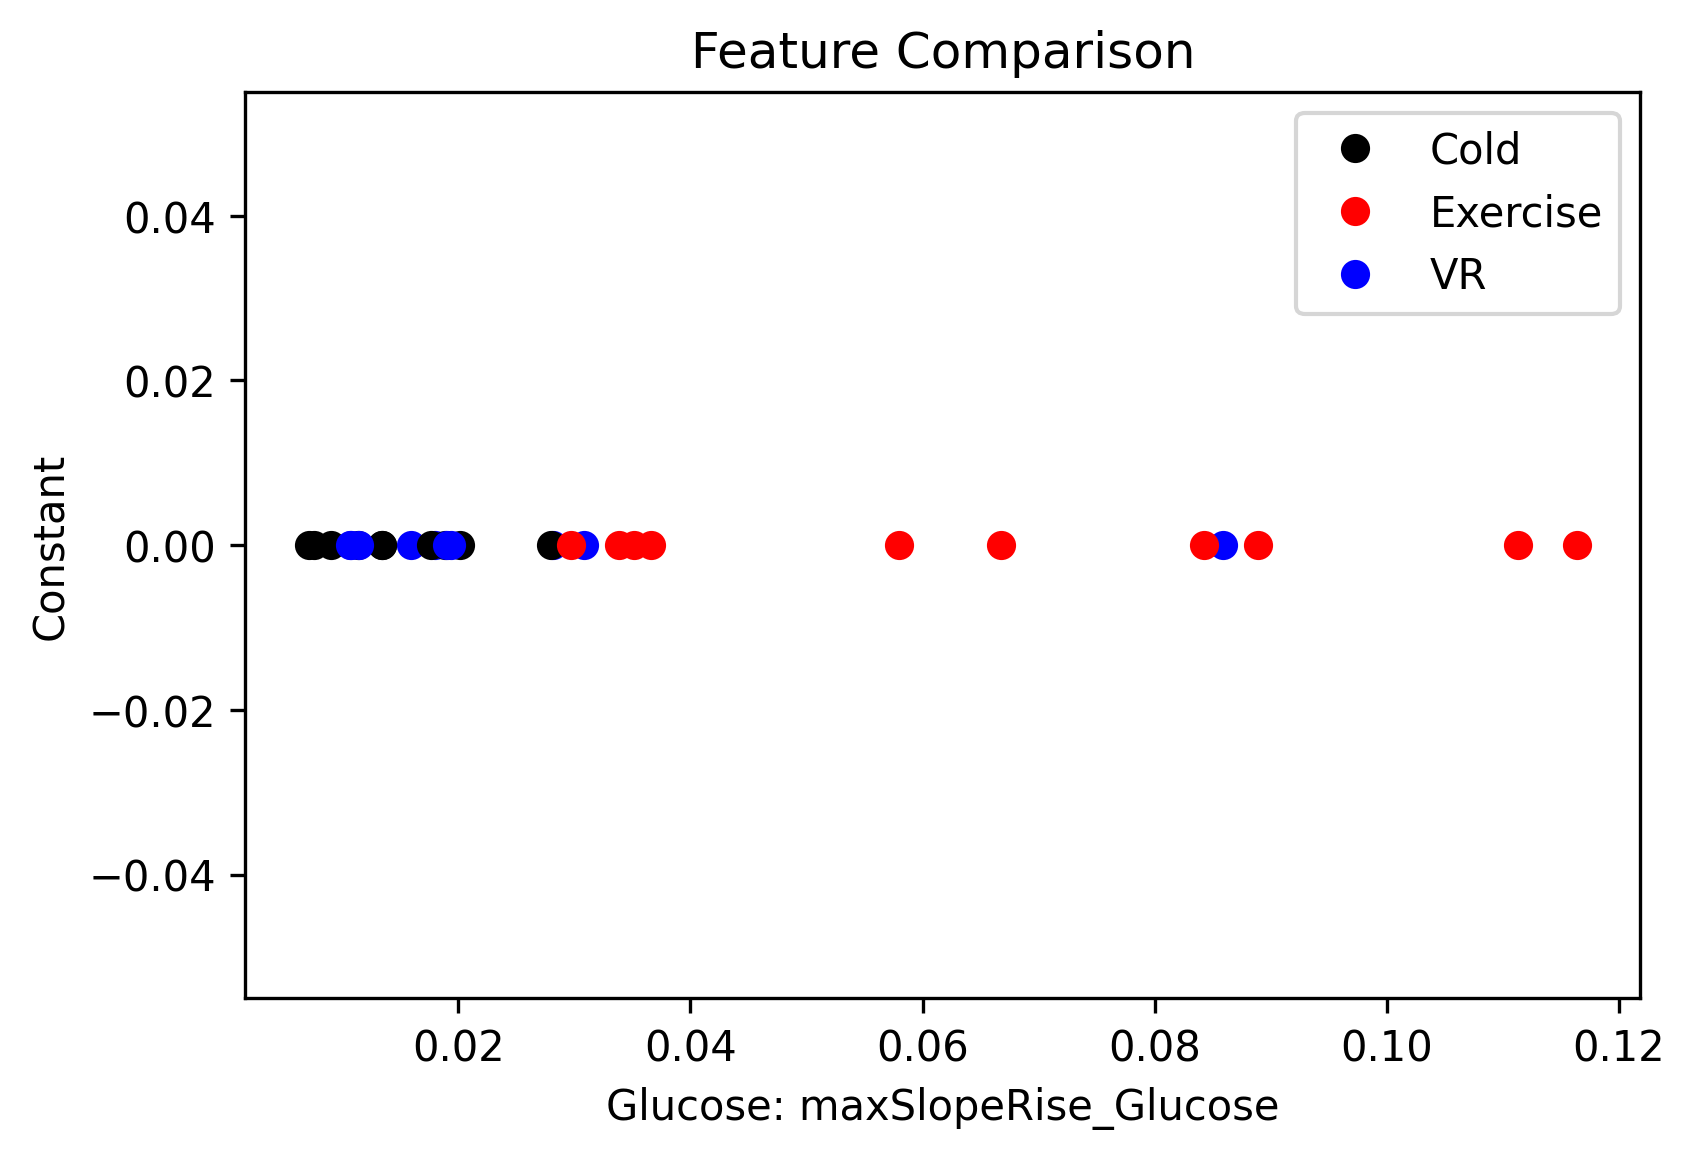 Feature Comparison
Cold
Exercise
VR
0.04
0.02
0.00
−0.02
−0.04
Constant
0.02 0.04 0.06 0.08 0.10 0.12
Glucose: maxSlopeRise_Glucose